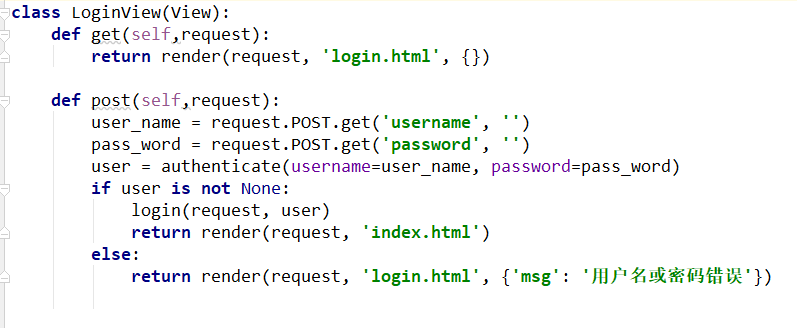 class LoginView(View):
    def get(self,request):
        return render(request, 'login.html', {})
    def post(self,request):
        user_name = request.POST.get('username', '')
        pass_word = request.POST.get('password', '')
        user = authenticate(username=user_name, password=pass_word)
        if user is not None:
            login(request, user)
            return render(request, 'index.html')
        else:
            return render(request, 'login.html', {'msg': '用户名或密码错误'})